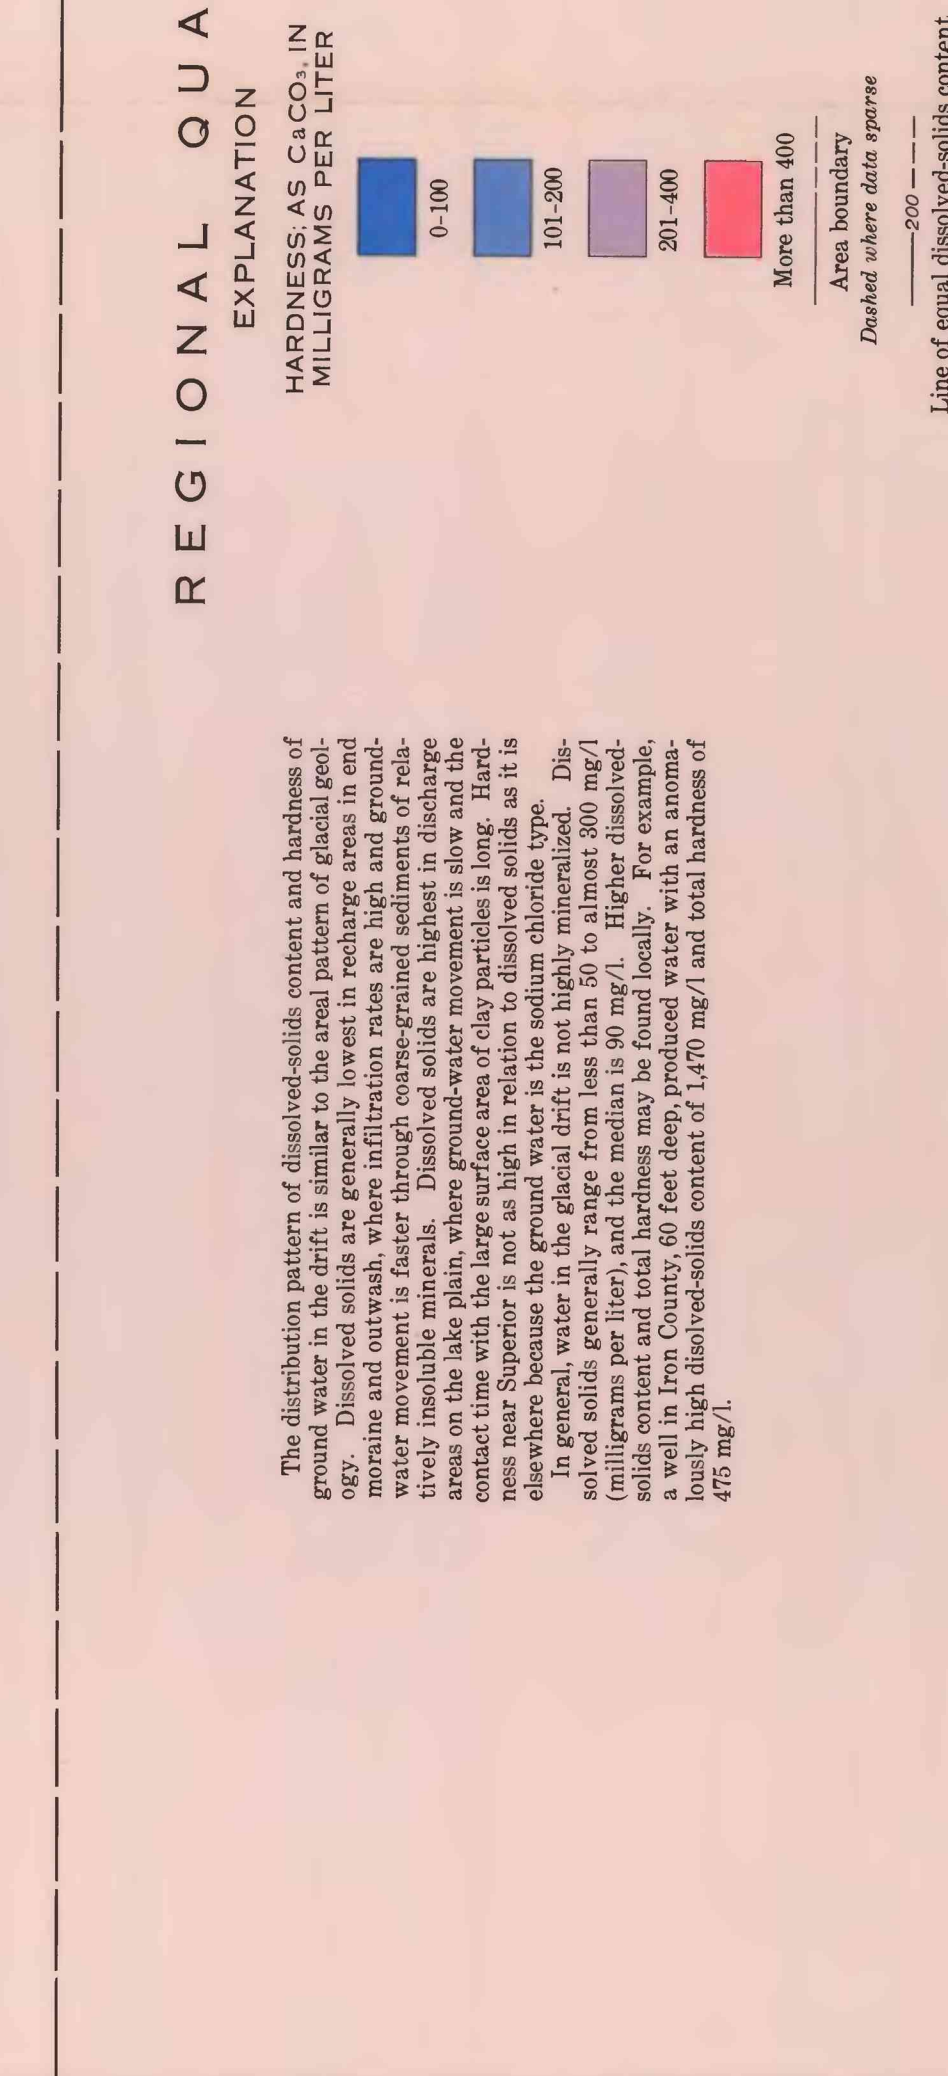 REGIONAL QUA
EXPLANATION
HARDNESS; AS CaCO₃, IN
MILLIGRAMS PER LITER
0-100
101-200
201-400
More than 400
Area boundary
Dashed where data sparse
200
Line of equal dissolved-solids content
The distribution pattern of dissolved-solids content and hardness of
ground water in the drift is similar to the areal pattern of glacial geol-
ogy. Dissolved solids are generally lowest in recharge areas in end
moraine and outwash, where infiltration rates are high and ground-
water movement is faster through coarse-grained sediments of rela-
tively insoluble minerals. Dissolved solids are highest in discharge
areas on the lake plain, where ground-water movement is slow and the
contact time with the large surface area of clay particles is long. Hard-
ness near Superior is not as high in relation to dissolved solids as it is
elsewhere because the ground water is the sodium chloride type.
In general, water in the glacial drift is not highly mineralized. Dis-
solved solids generally range from less than 50 to almost 300 mg/l
(milligrams per liter), and the median is 90 mg/l. Higher dissolved-
solids content and total hardness may be found locally. For example,
a well in Iron County, 60 feet deep, produced water with an anoma-
lously high disolved-solids content of 1,470 mg/l and total hardness of
475 mg/l.